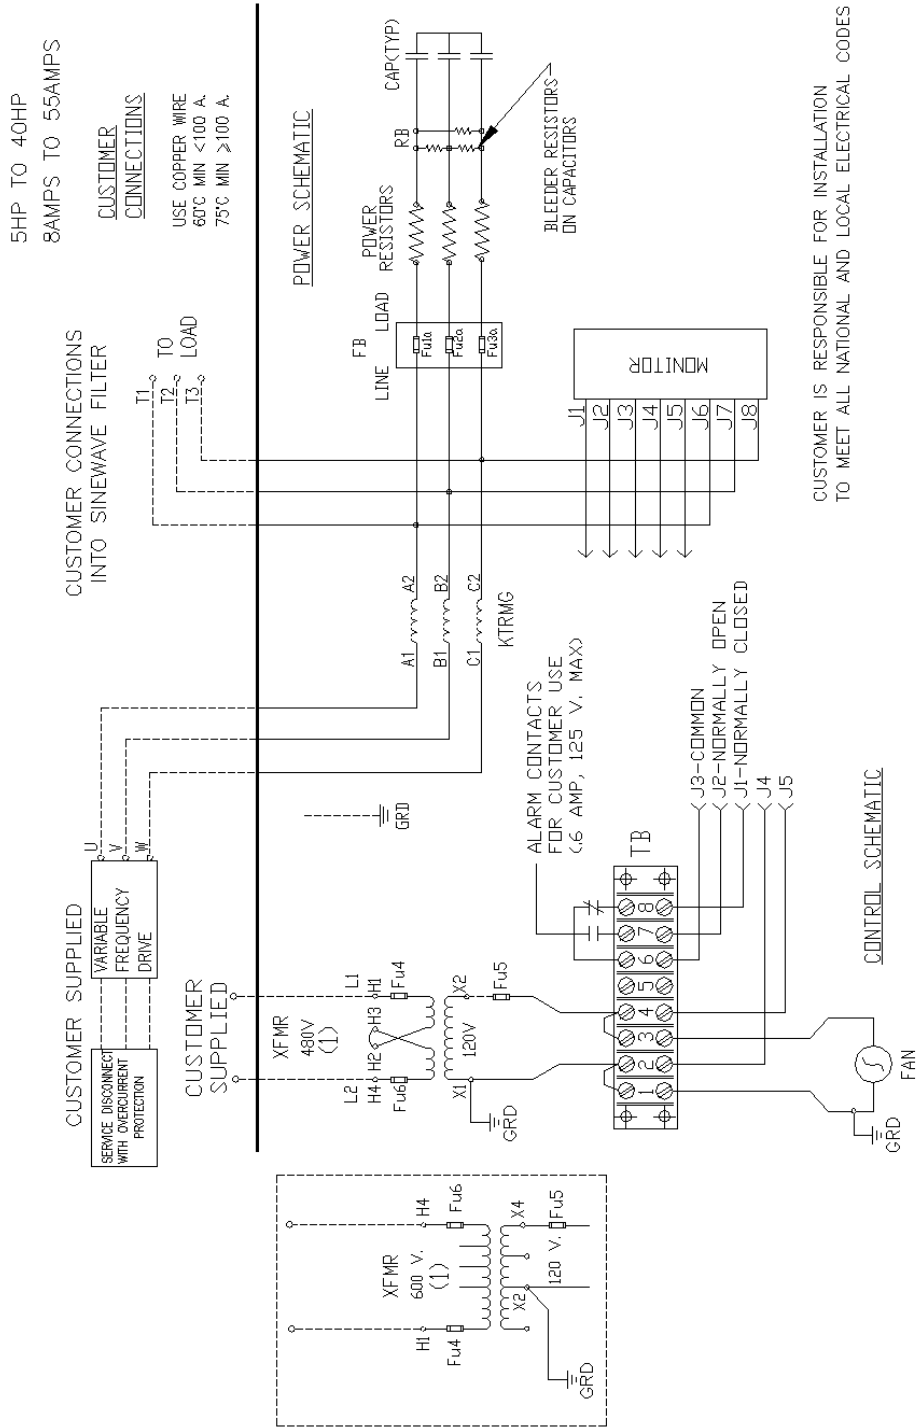 5HP TO 40HP
8AMPS TO 55AMPS
CUSTOMER
CONNECTIONS
USE COPPER WIRE
60°C MIN <100 A.
75°C MIN ≥100 A.
CUSTOMER CONNECTIONS
INTO SINEWAVE FILTER
T1
T2
T3
TO
LOAD
CUSTOMER SUPPLIED
SERVICE DISCONNECT
WITH OVERCURRENT
PROTECTION
VARIABLE
FREQUENCY
DRIVE
U
V
W
CUSTOMER
SUPPLIED
POWER SCHEMATIC
GRD
A1
A2
B1
B2
C1
C2
KTRMG
FB
LINE
LOAD
Fu1a
Fu2a
Fu3a
POWER
RESISTORS
RB
CAP(TYP)
BLEEDER RESISTORS
ON CAPACITORS
MONITOR
J1
J2
J3
J4
J5
J6
J7
J8
XFMR
480V
(1)
L2
L1
H4
H2
H3
H1
Fu6
Fu4
X1
120V
X2
Fu5
GRD
ALARM CONTACTS
FOR CUSTOMER USE
(.6 AMP, 125 V. MAX)
TB
1
2
3
4
5
6
7
8
J3-COMMON
J2-NORMALLY OPEN
J1-NORMALLY CLOSED
J4
J5
GRD
FAN
CONTROL SCHEMATIC
XFMR
600 V.
(1)
H1
H4
Fu4
Fu6
X2
120 V.
X4
Fu5
GRD
CUSTOMER IS RESPONSIBLE FOR INSTALLATION
TO MEET ALL NATIONAL AND LOCAL ELECTRICAL CODES